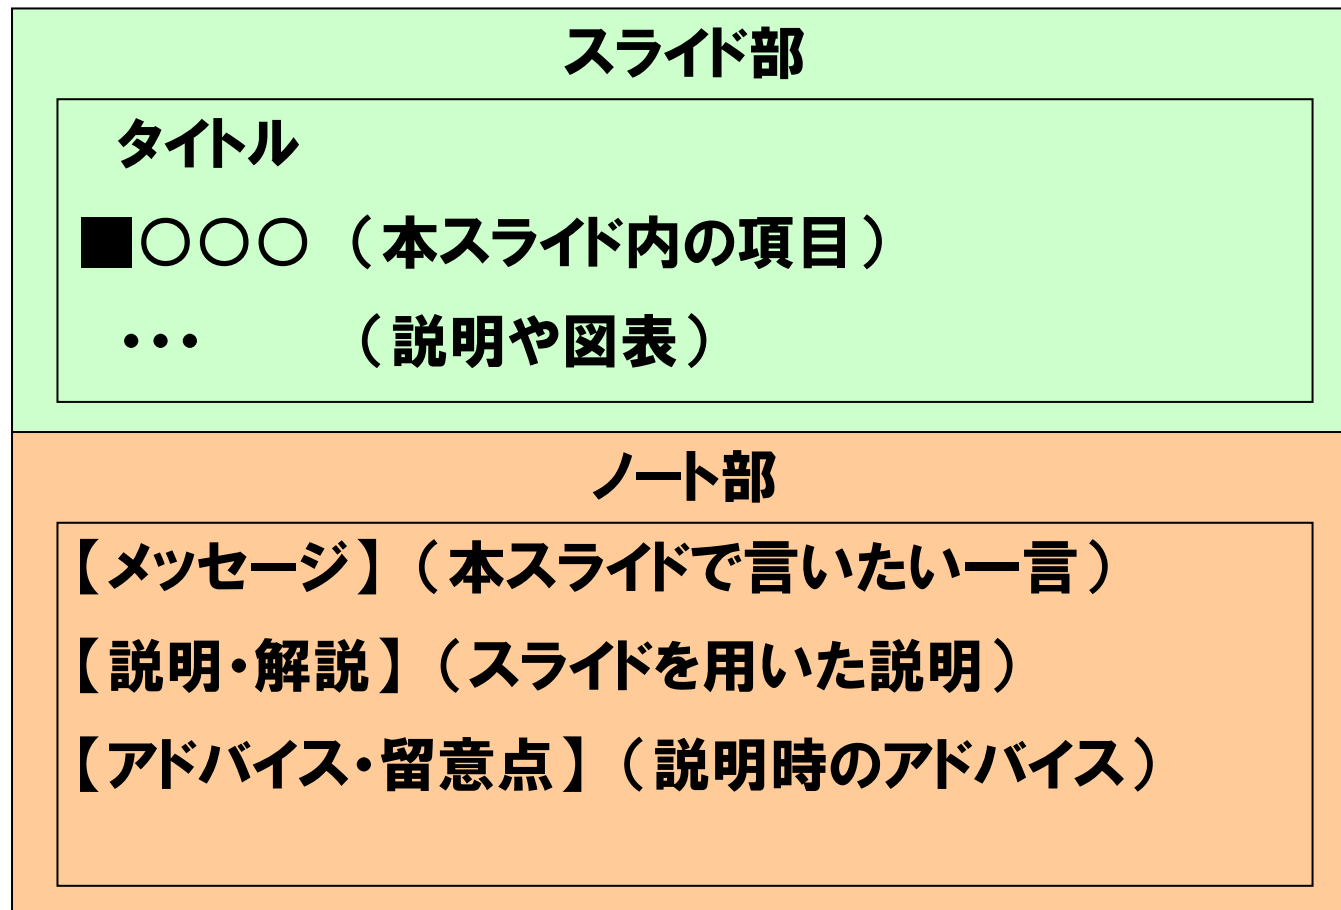 スライド部
タイトル
■○○○（本スライド内の項目）
・・・　　　（説明や図表）
ノート部
【メッセージ】（本スライドで言いたい一言）
【説明・解説】（スライドを用いた説明）
【アドバイス・留意点】（説明時のアドバイス）